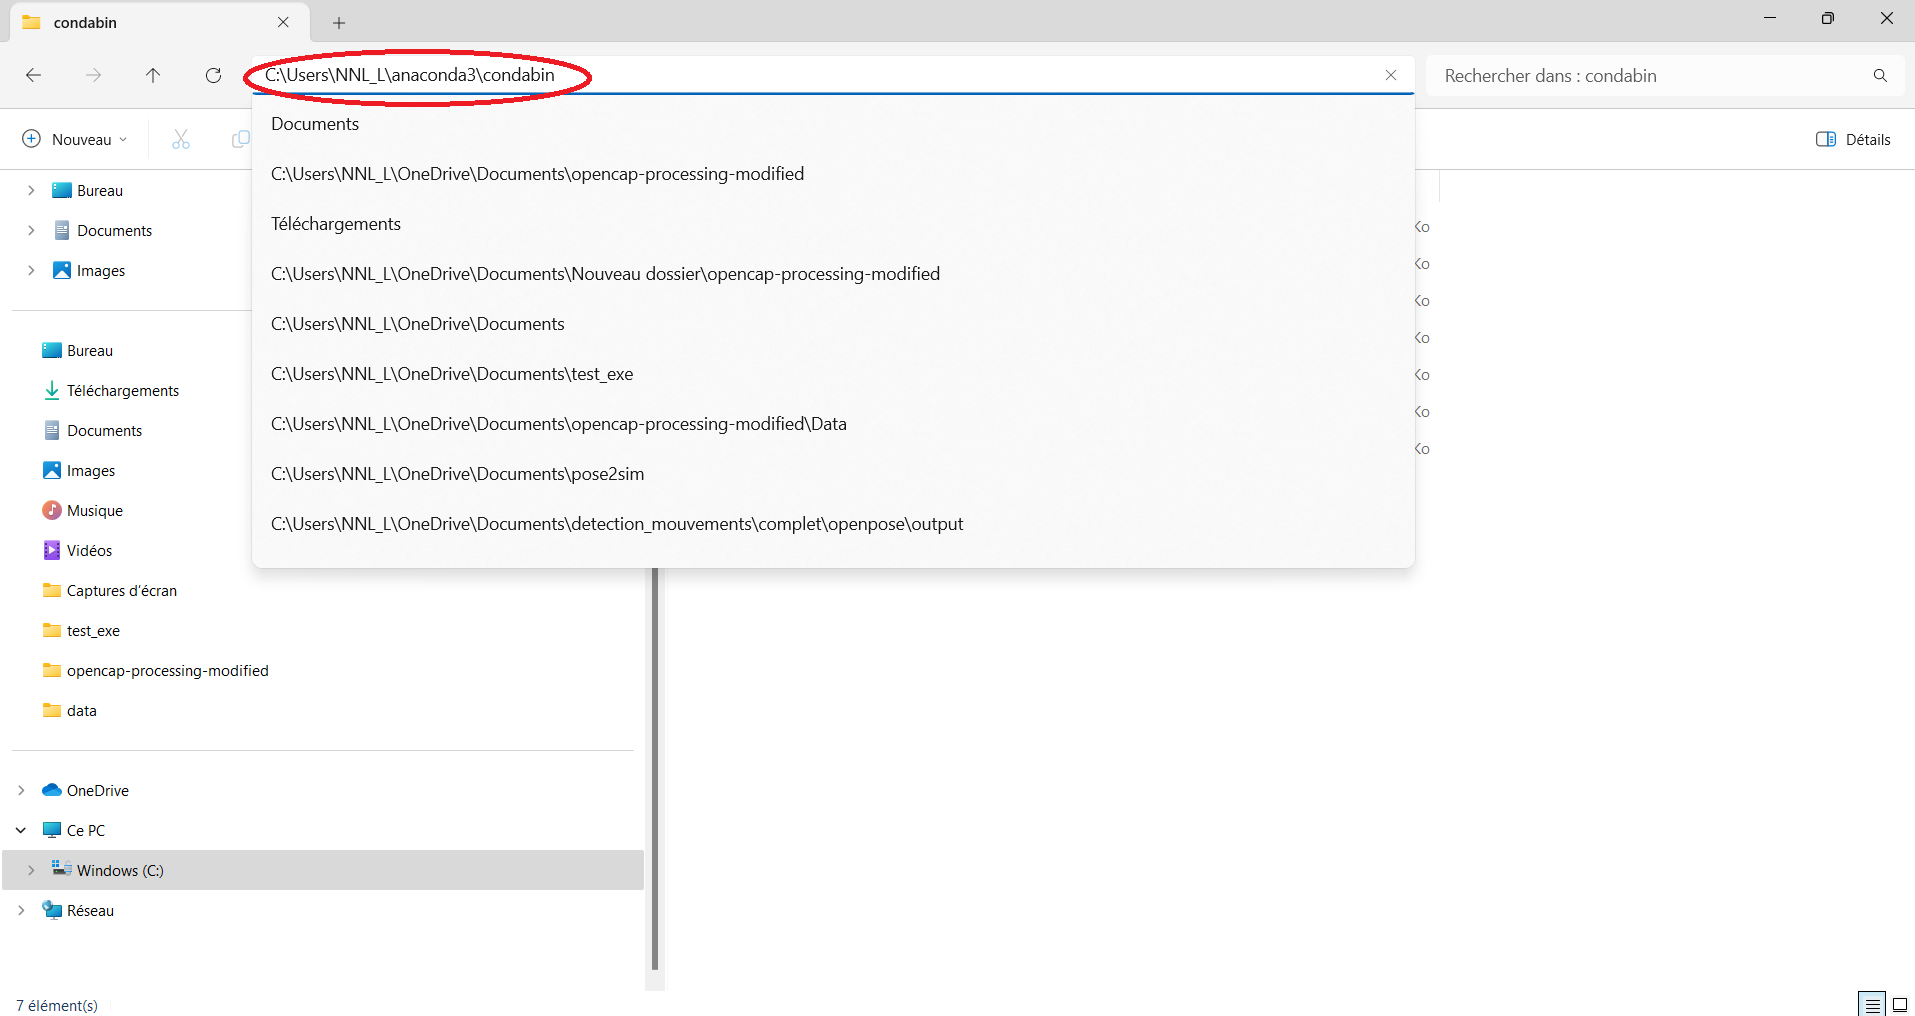 condabin
C:\Users\NNL_L\anaconda3\condabin
Rechercher dans : condabin
Nouveau
Détails
Documents
C:\Users\NNL_L\OneDrive\Documents\opencap-processing-modified
Téléchargements
C:\Users\NNL_L\OneDrive\Documents\Nouveau dossier\opencap-processing-modified
C:\Users\NNL_L\OneDrive\Documents
C:\Users\NNL_L\OneDrive\Documents\test_exe
C:\Users\NNL_L\OneDrive\Documents\opencap-processing-modified\Data
C:\Users\NNL_L\OneDrive\Documents\pose2sim
C:\Users\NNL_L\OneDrive\Documents\detection_mouvements\complet\openpose\output
Ko
Ko
Ko
Ko
Ko
Ko
Ko
Bureau
Documents
Images
Bureau
Téléchargements
Documents
Images
Musique
Vidéos
Captures d’écran
test_exe
opencap-processing-modified
data
OneDrive
Ce PC
Windows (C:)
Réseau
7 élément(s)